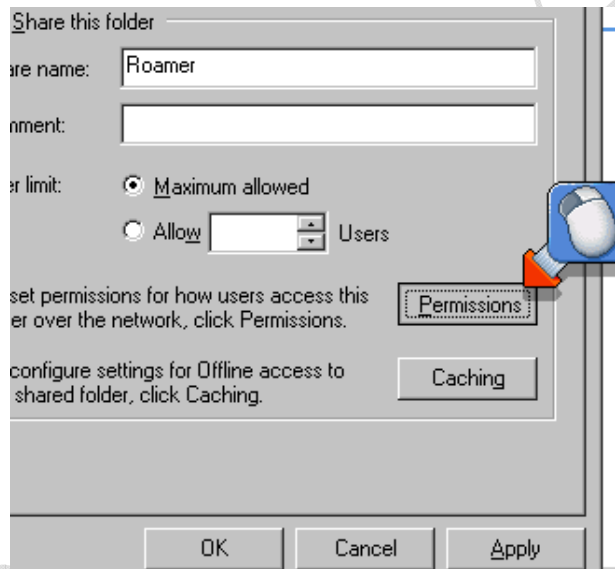 Share this folder
are name: Roamer
mment:
er limit: Maximum allowed
Allow Users
set permissions for how users access this
er over the network, click Permissions.
Permissions
configure settings for Offline access to
shared folder, click Caching.
Caching
OK Cancel Apply